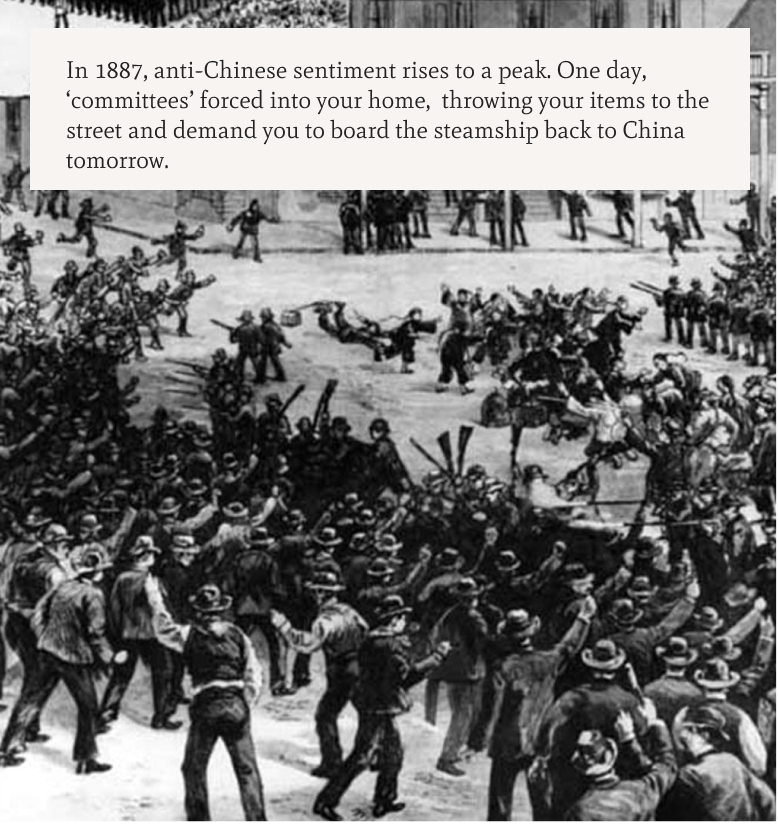 In 1887, anti-Chinese sentiment rises to a peak. One day,
‘committees’ forced into your home,  throwing your items to the
street and demand you to board the steamship back to China
tomorrow.